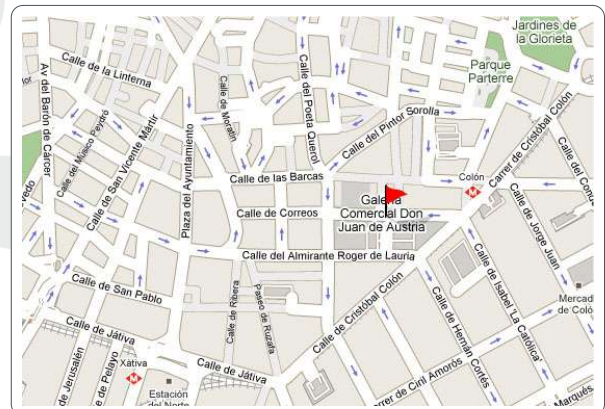 Jardines de
la Glorieta
Parque
Parterre
Calle de la Linterna
Av del Barón de Cárcer
Calle del Músico Peydró
Calle de San Vicente Mártir
Plaza del Ayuntamiento
Calle de Moratín
Calle del Poeta Querol
Calle del Pintor Sorolla
Calle de las Barcas
Calle de Correos
Galería
Comercial Don
Juan de Austria
Colón
M
Carrer de Cristóbal Colón
Calle del Cond
Calle de Jorge Juan
Calle del Almirante Roger de Lauria
Calle de San Pablo
Calle de Ribera
Paseo de Ruzafa
Calle de Cristóbal Colón
Calle de Isabel 'La Católica'
Calle de Hernán Cortés
Mercad
de Coló
Calle de Játiva
Xàtiva
M
Calle de Játiva
Carrer de Ciril Amorós
Marqués
de Jerusalén
e de Pelayo
Estación
del Norte